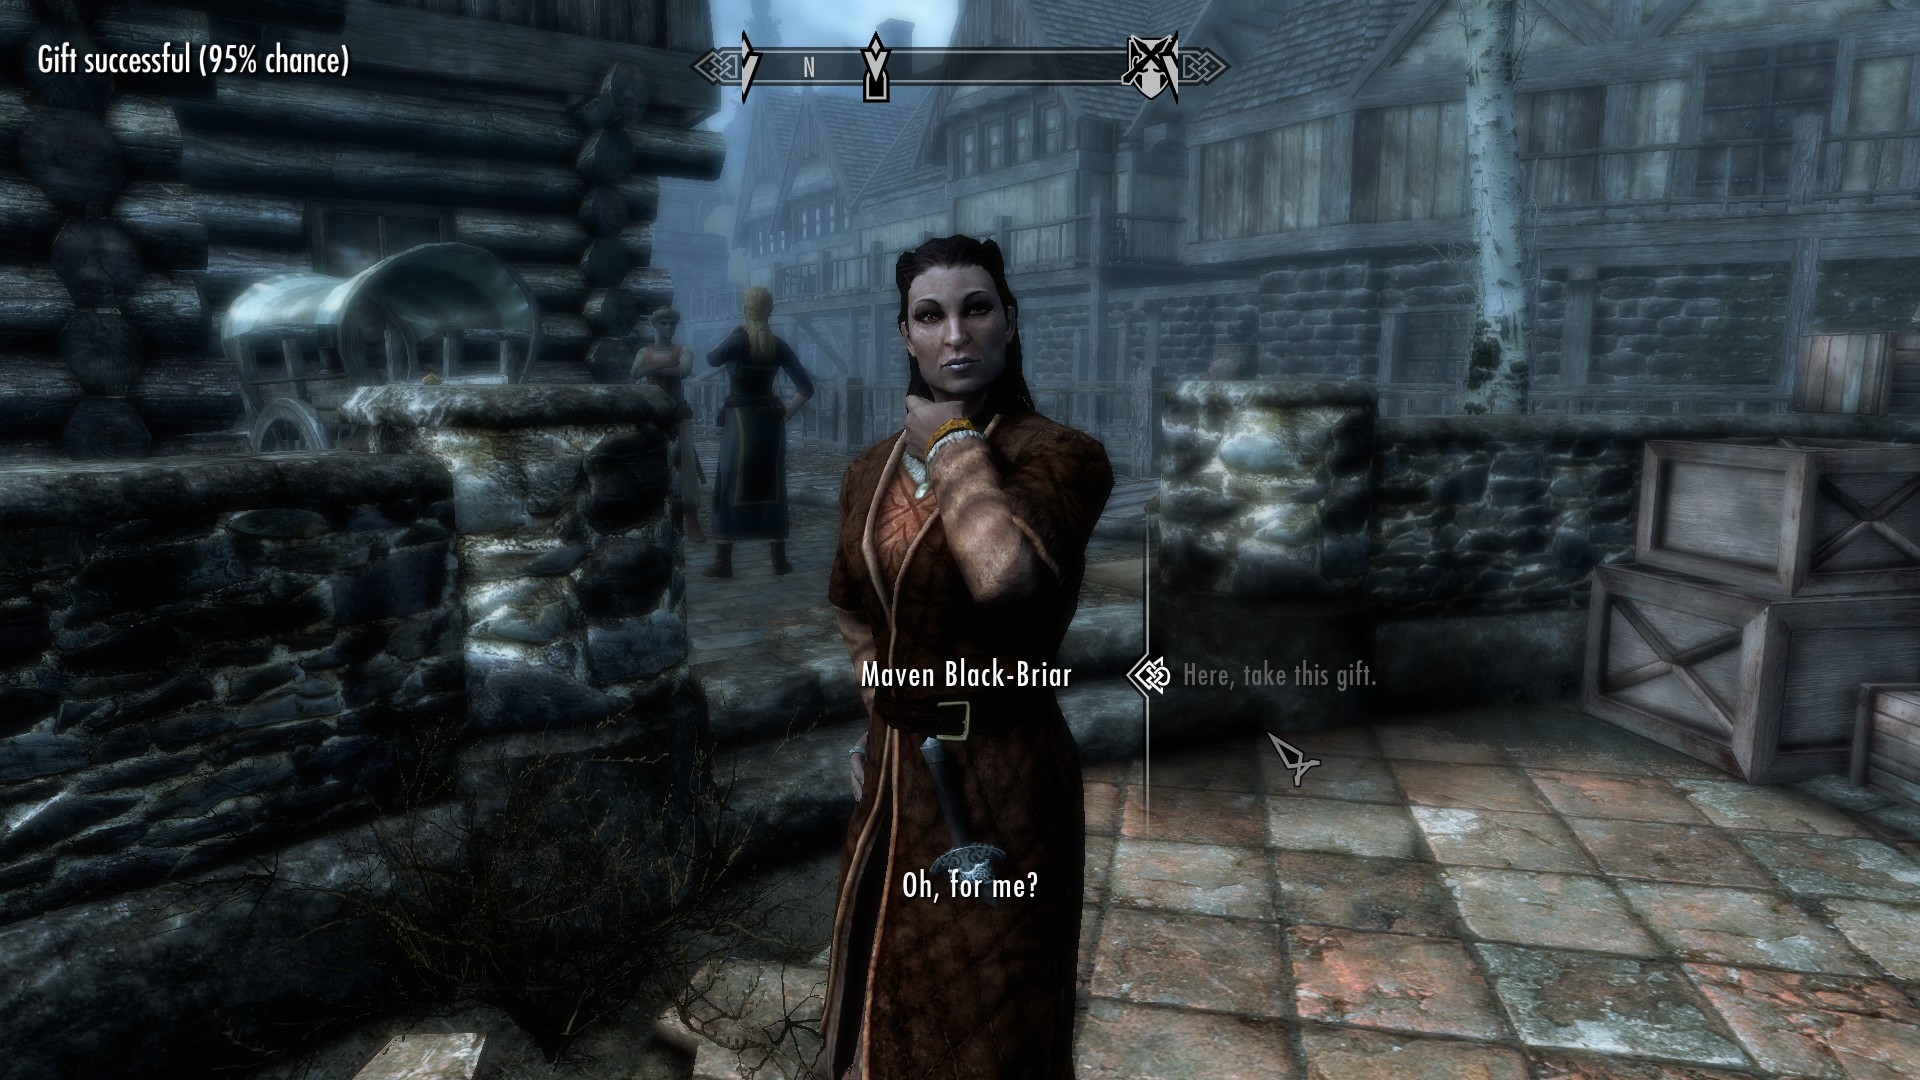 Gift successful (95% chance)
N
Maven Black-Briar
Here, take this gift.
Oh, for me?